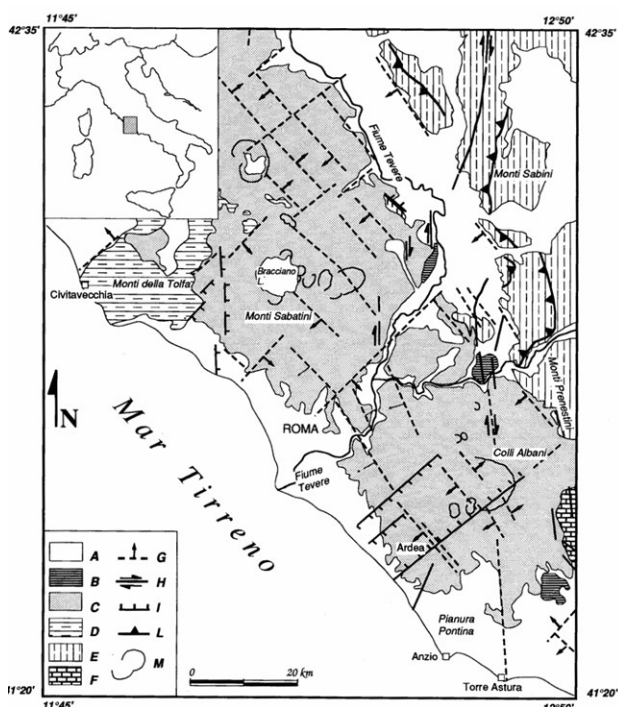 11°45'
12°50'
42°35'
42°35'
Fiume Tevere
Monti Sabini
Bracciano
L.
Monti della Tolfa
Civitavecchia
Monti Sabatini
Monti Prenestini
N
ROMA
Colli Albani
Mar Tirreno
Fiume
Tevere
Ardea
A
G
B
H
C
I
D
L
E
M
F
Pianura
Pontina
0
20 km
Anzio
Torre Astura
41°20'
11°45'